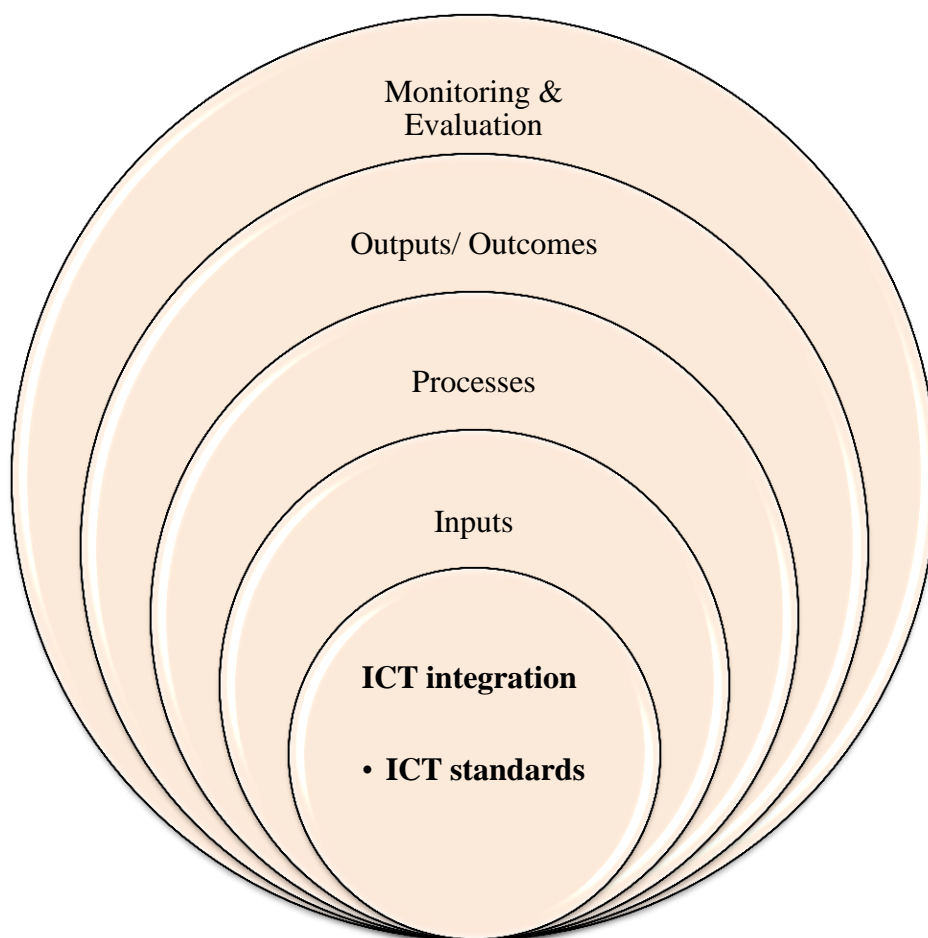 Monitoring &
Evaluation
Outputs/ Outcomes
Processes
Inputs
ICT integration
• ICT standards